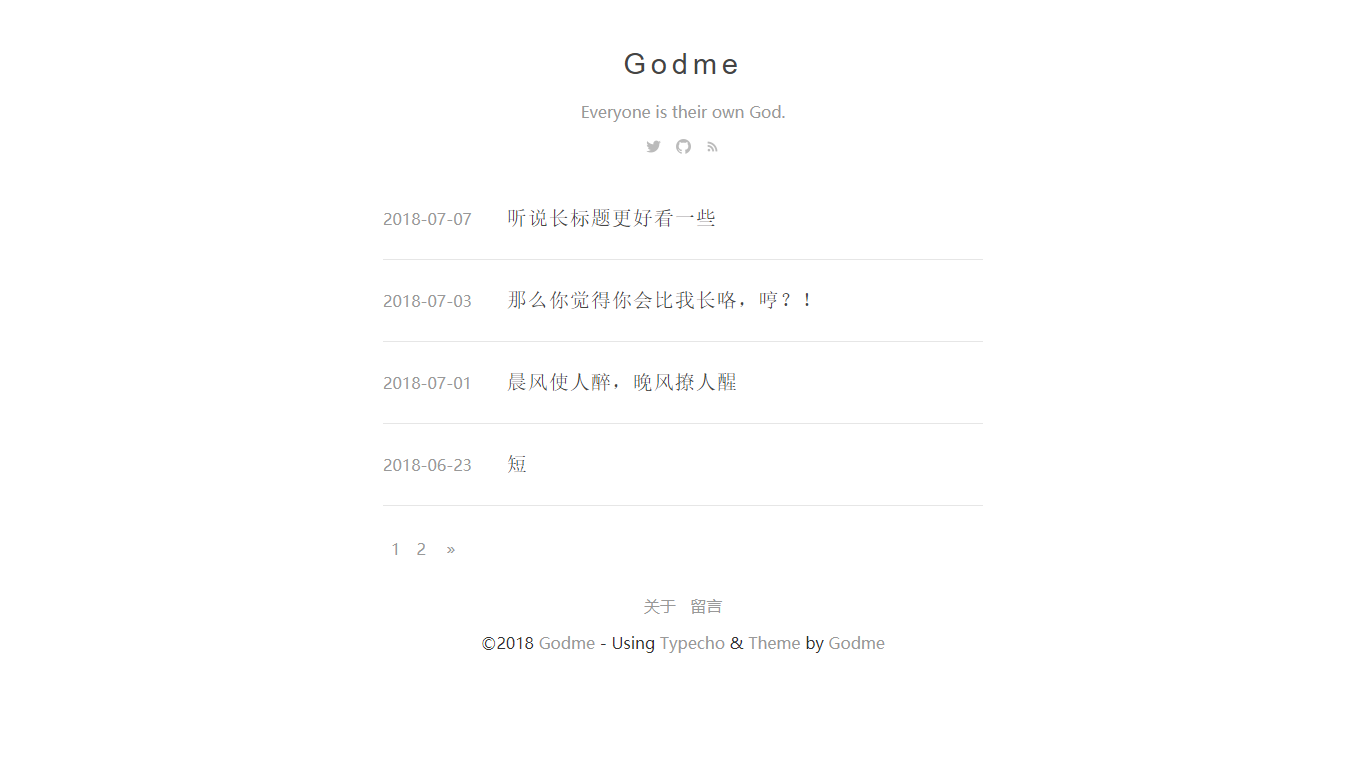 Godme
Everyone is their own God.
2018-07-07 听说长标题更好看一些
2018-07-03 那么你觉得你会比我长咯，哼？！
2018-07-01 晨风使人醉，晚风撩人醒
2018-06-23 短
1 2 »
关于 留言
©2018 Godme - Using Typecho & Theme by Godme